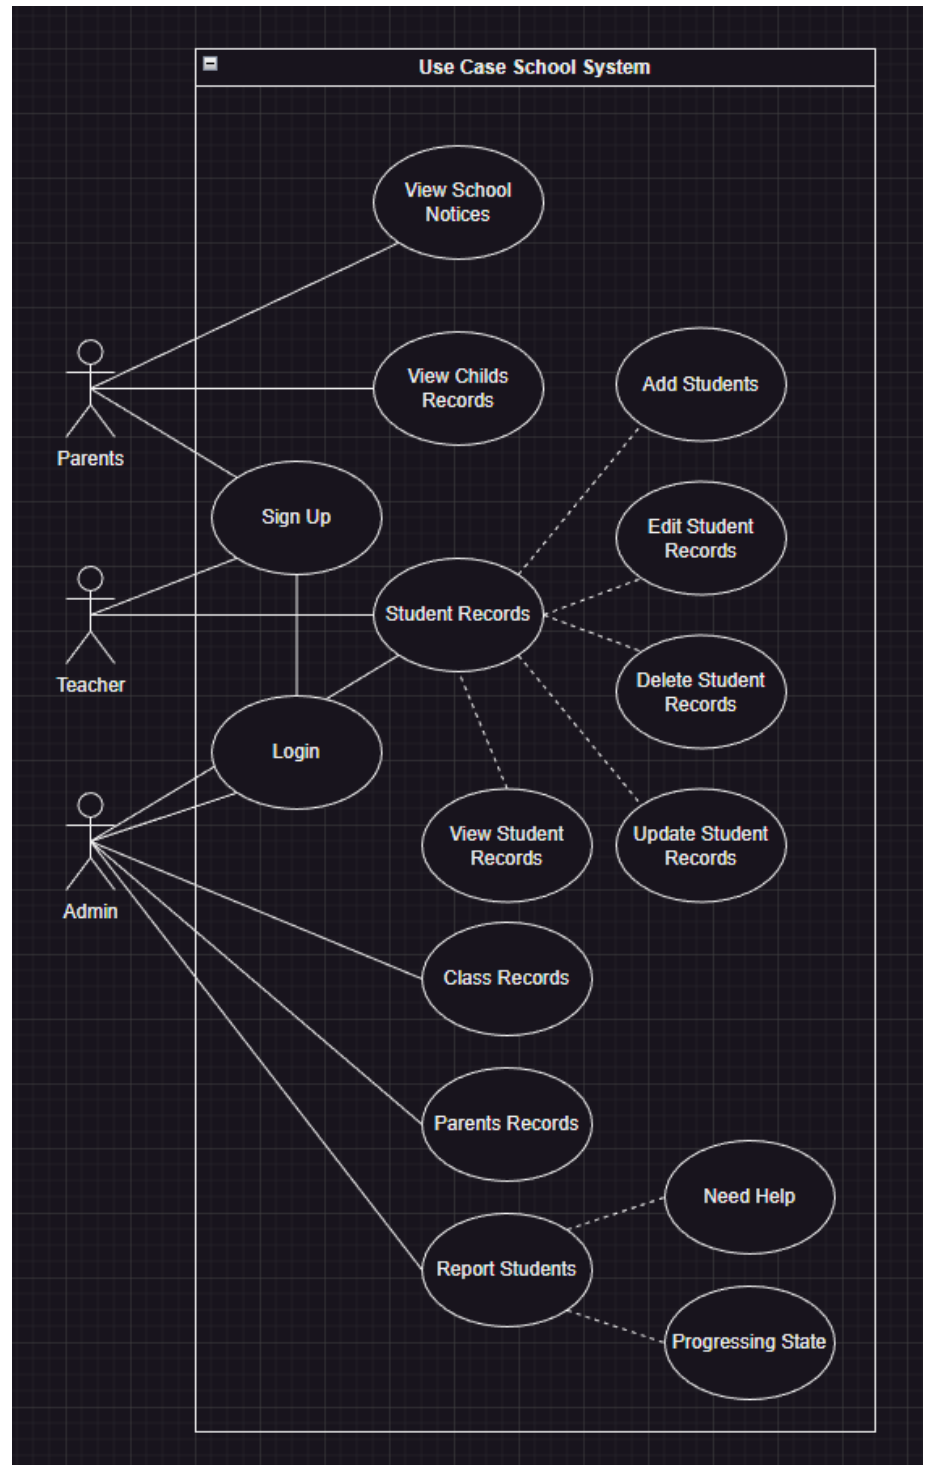 Use Case School System
View School
Notices
View Childs
Records
Add Students
Parents
Sign Up
Edit Student
Records
Student Records
Teacher
Delete Student
Records
Login
View Student
Records
Update Student
Records
Admin
Class Records
Parents Records
Need Help
Report Students
Progressing State